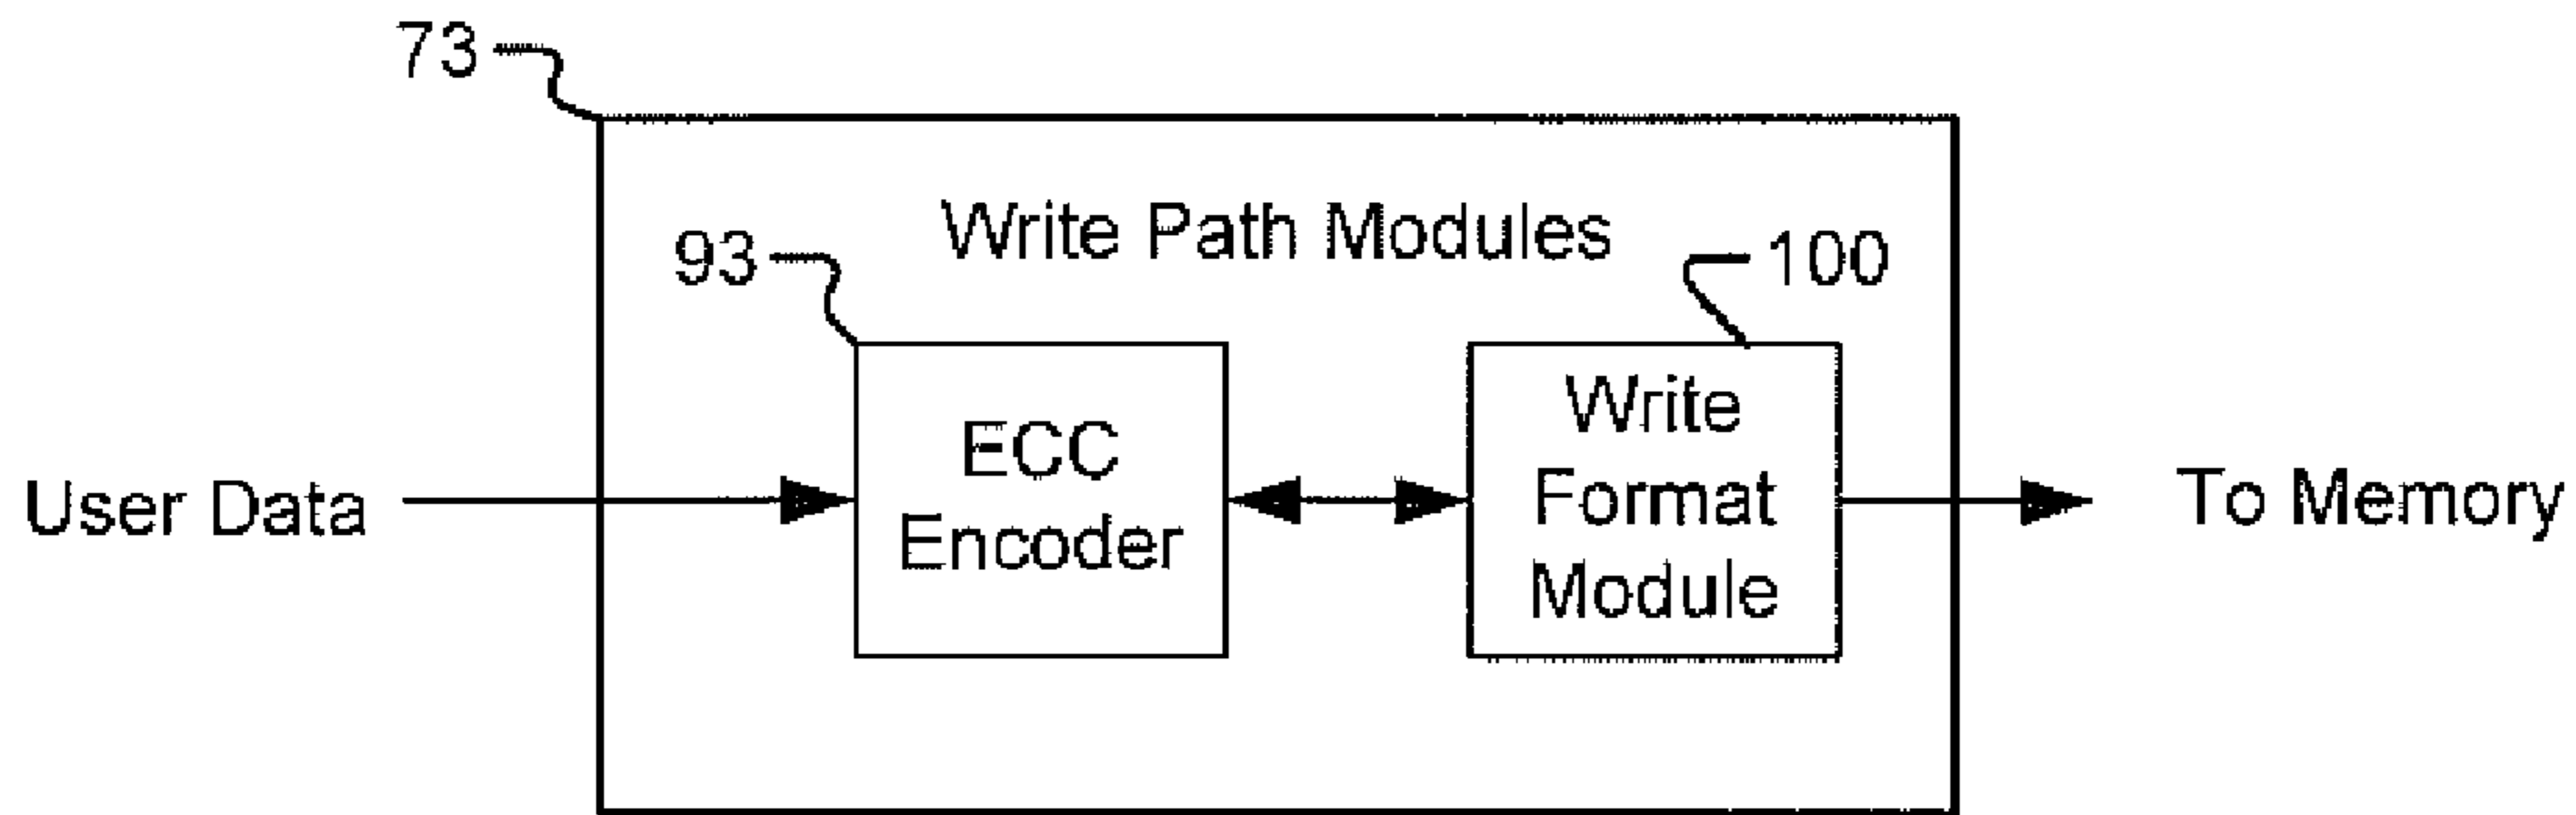 73
Write Path Modules
93
100
User Data
ECC
Encoder
Write
Format
Module
To Memory